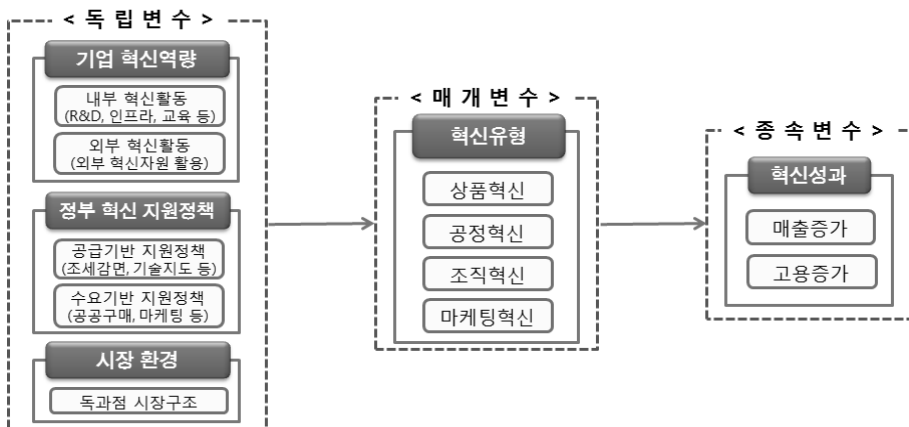 < 독 립 변 수 >
기업 혁신역량
내부 혁신활동
(R&D, 인프라, 교육 등)
외부 혁신활동
(외부 혁신자원 활용)
정부 혁신 지원정책
공급기반 지원정책
(조세감면, 기술지도 등)
수요기반 지원정책
(공공구매, 마케팅 등)
시장 환경
독과점 시장구조
< 매 개 변 수 >
혁신유형
상품혁신
공정혁신
조직혁신
마케팅혁신
< 종 속 변 수 >
혁신성과
매출증가
고용증가